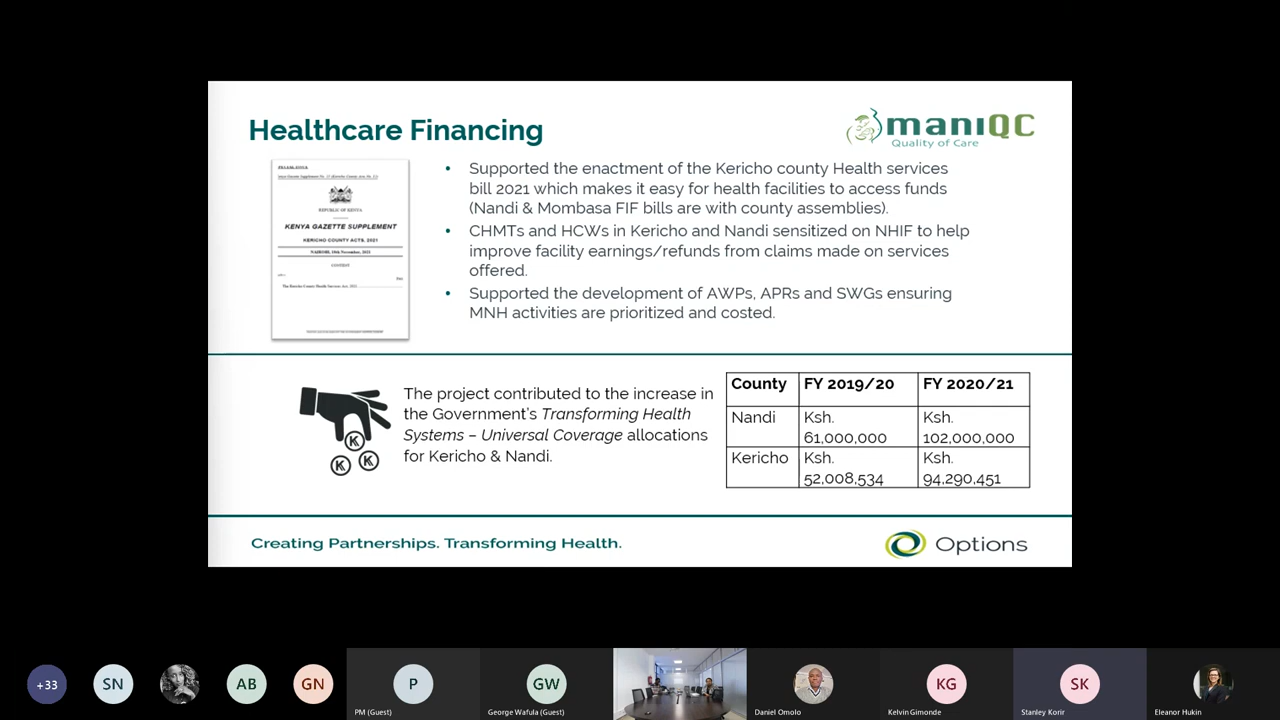 Healthcare Financing
maniQC
Quality of Care
REPUBLIC OF KENYA
KENYA GAZETTE SUPPLEMENT
KERICHO COUNTY ACTS, 2021
CONTENT
• Supported the enactment of the Kericho county Health services
bill 2021 which makes it easy for health facilities to access funds
(Nandi & Mombasa FIF bills are with county assemblies).
• CHMTs and HCWs in Kericho and Nandi sensitized on NHIF to help
improve facility earnings/refunds from claims made on services
offered.
• Supported the development of AWPs, APRs and SWGs ensuring
MNH activities are prioritized and costed.
K
K K
The project contributed to the increase in
the Government's Transforming Health
Systems – Universal Coverage allocations
for Kericho & Nandi.
County FY 2019/20 FY 2020/21
Nandi Ksh. Ksh.
61,000,000 102,000,000
Kericho Ksh. Ksh.
52,008,534 94,290,451
Creating Partnerships. Transforming Health.
Options
+33 SN AB GN P GW KG SK
PM (Guest) George Wafula (Guest) Daniel Omolo Kelvin Gimonde Stanley Korir Eleanor Hukin